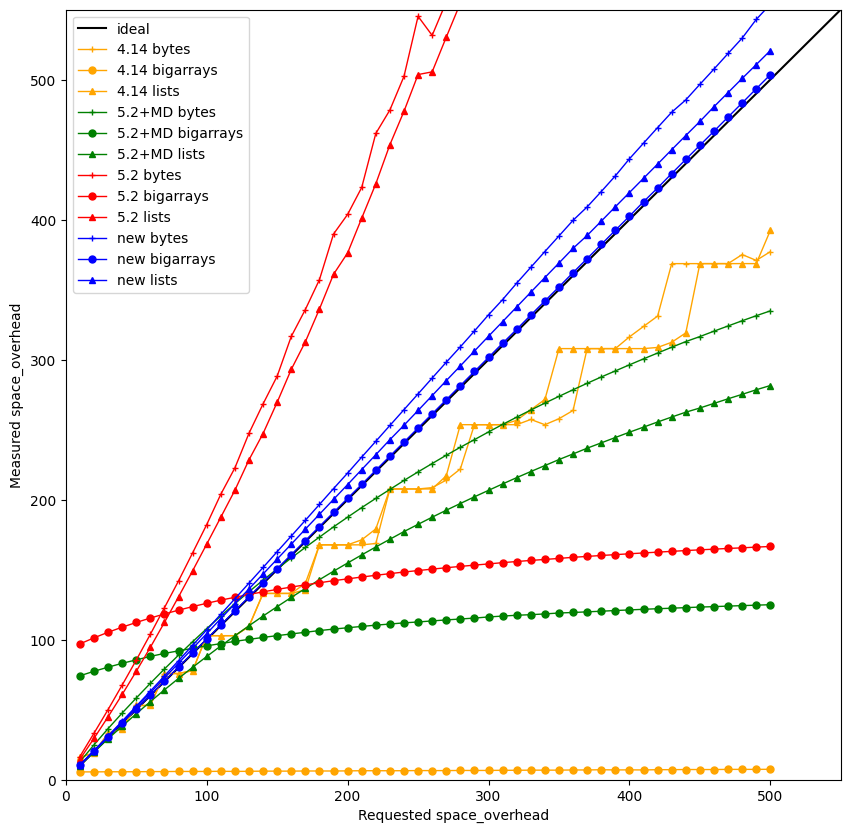 ideal
4.14 bytes
4.14 bigarrays
4.14 lists
5.2+MD bytes
5.2+MD bigarrays
5.2+MD lists
5.2 bytes
5.2 bigarrays
5.2 lists
new bytes
new bigarrays
new lists
500
400
300
200
100
0
Measured space_overhead
0 100 200 300 400 500
Requested space_overhead